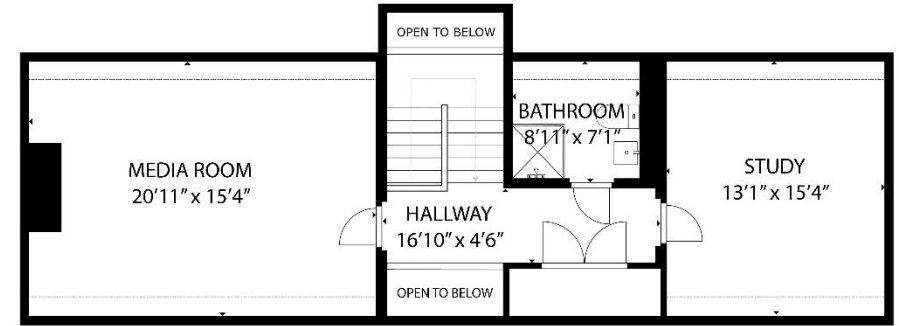 OPEN TO BELOW
BATHROOM
8'11" x 7'1"
MEDIA ROOM
20'11" x 15'4"
STUDY
13'1" x 15'4"
HALLWAY
16'10" x 4'6"
OPEN TO BELOW